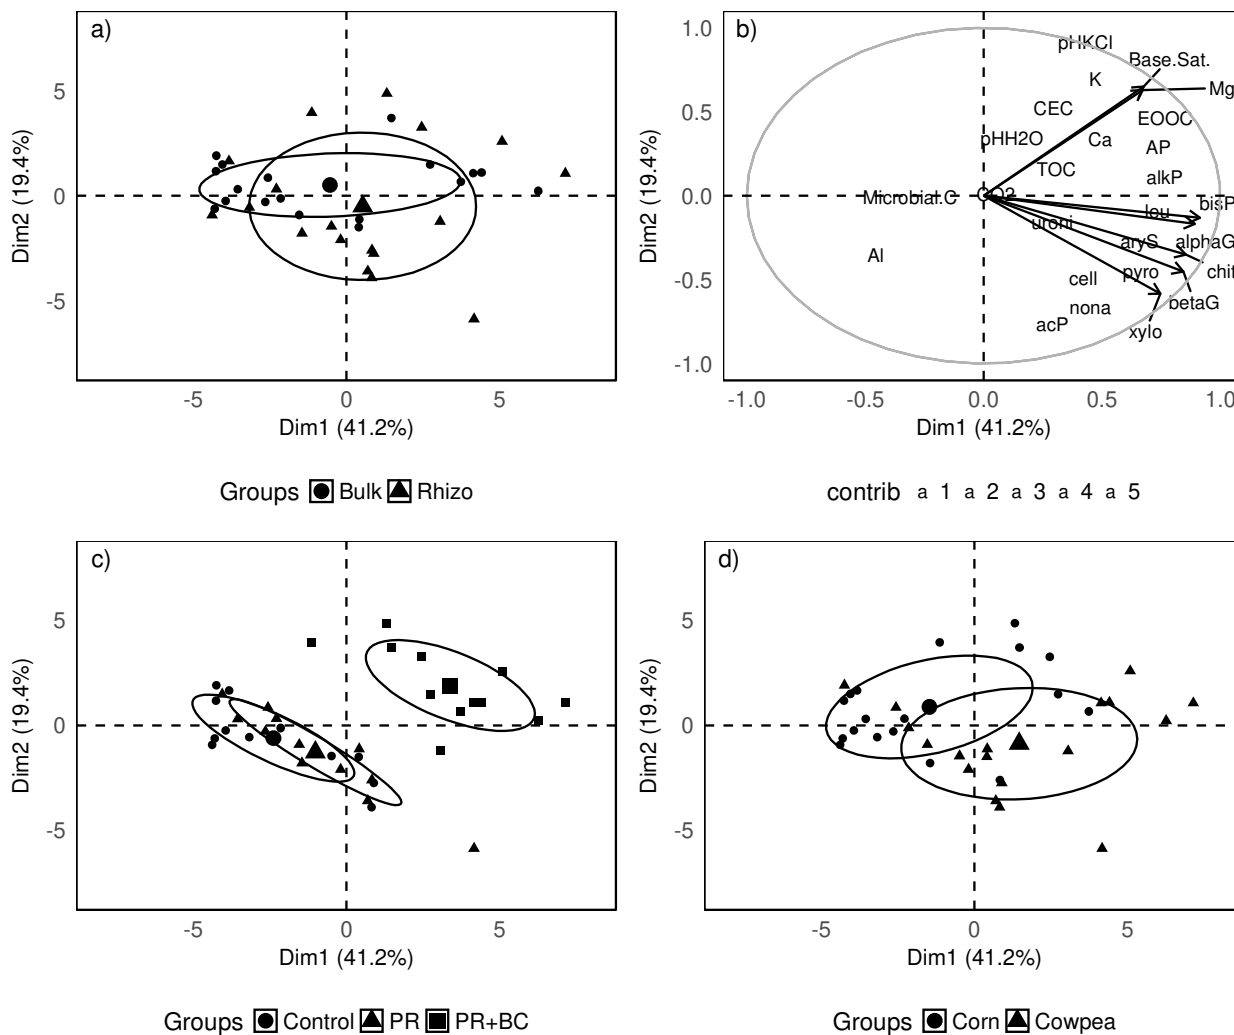 a)
5
0
-5
-5
0
5
Dim2 (19.4%)
Dim1 (41.2%)
Groups Bulk Rhizo
b)
1.0
0.5
0.0
-0.5
-1.0
-1.0
-0.5
0.0
0.5
1.0
Dim2 (19.4%)
Dim1 (41.2%)
pHKCl
Base.Sat.
K
Mg
CEC
EOOC
pHH2O
Ca
AP
TOC
alkP
Microbial.C
leu
bisP
uroni
aryS
alphaG
Al
cell
pyro
chit
nona
betaG
acP
xylo
contrib a 1 a 2 a 3 a 4 a 5
c)
5
0
-5
-5
0
5
Dim2 (19.4%)
Dim1 (41.2%)
Groups Control PR PR+BC
d)
5
0
-5
-5
0
5
Dim2 (19.4%)
Dim1 (41.2%)
Groups Corn Cowpea